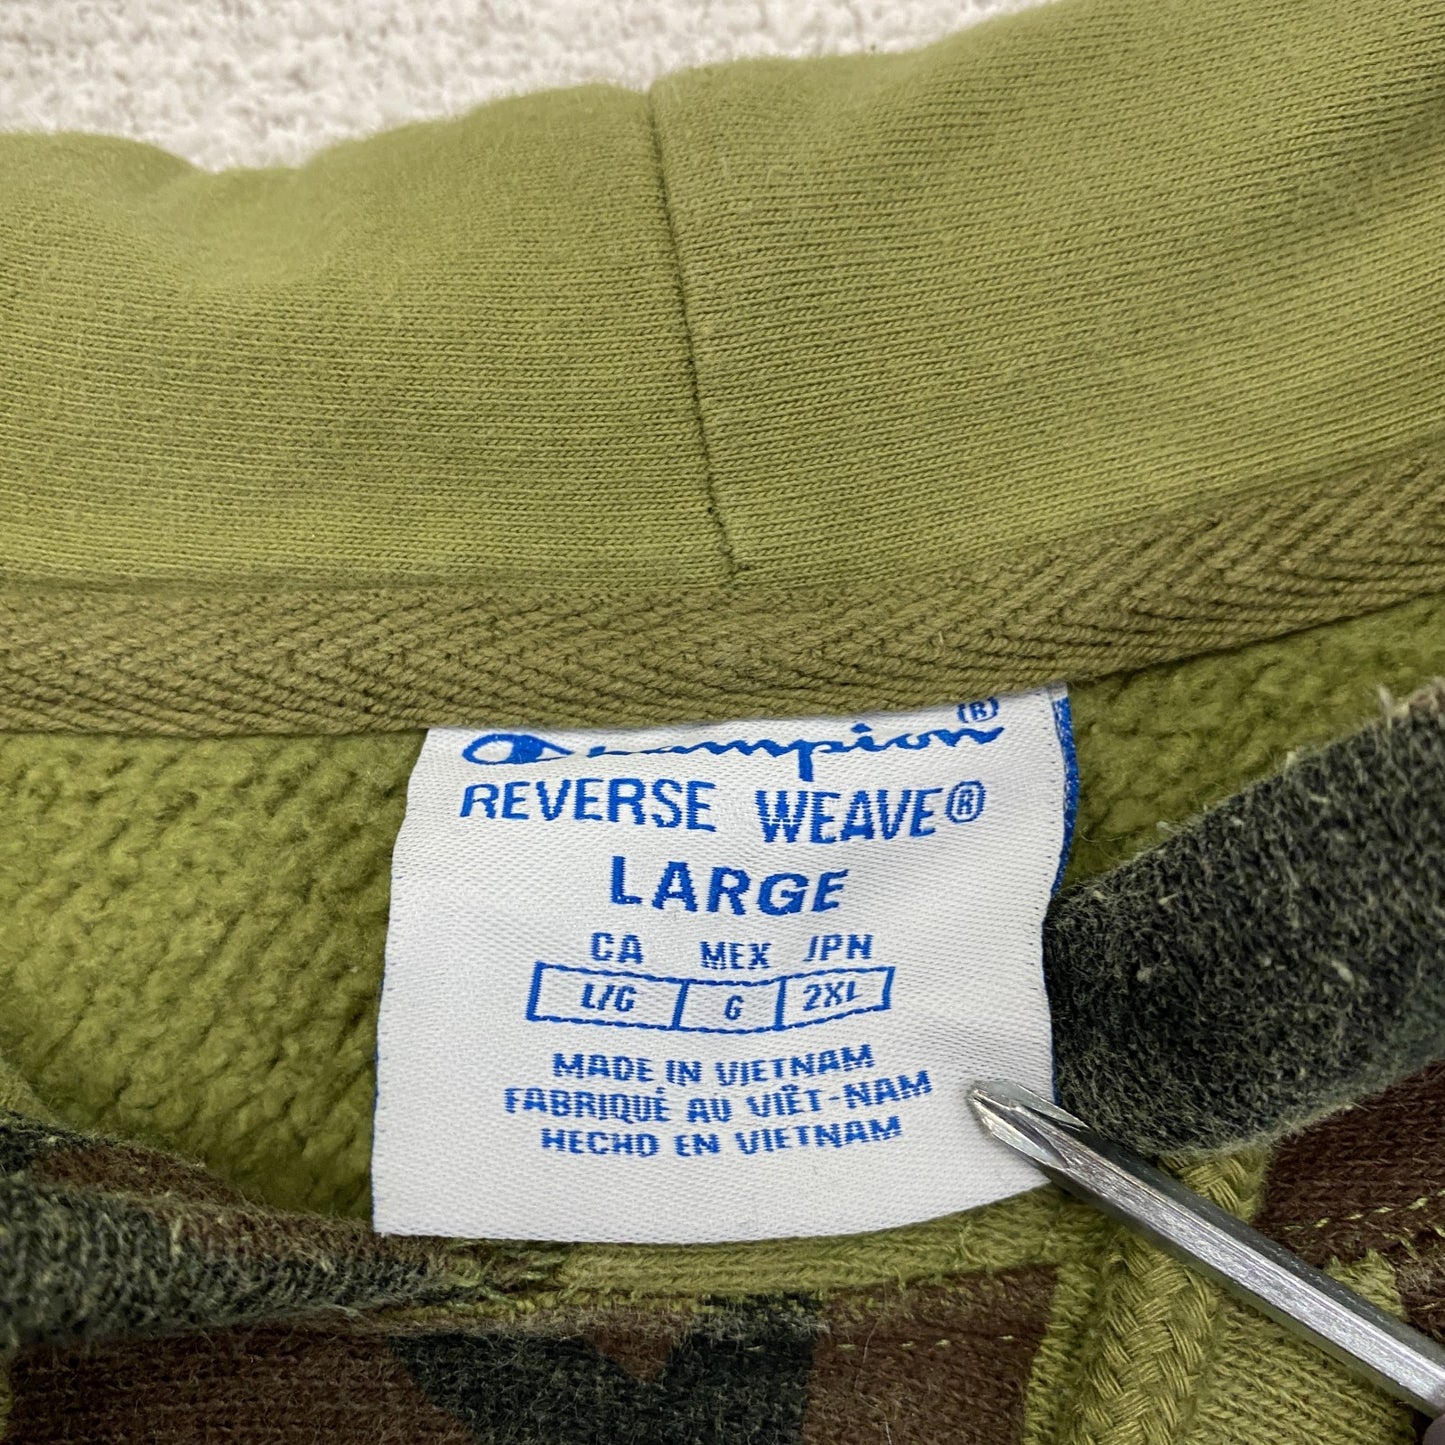 Champion®
REVERSE WEAVE®
LARGE
CA MEX JPN
L/G G 2XL
MADE IN VIETNAM
FABRIQUÉ AU VIÊT-NAM
HECHO EN VIETNAM